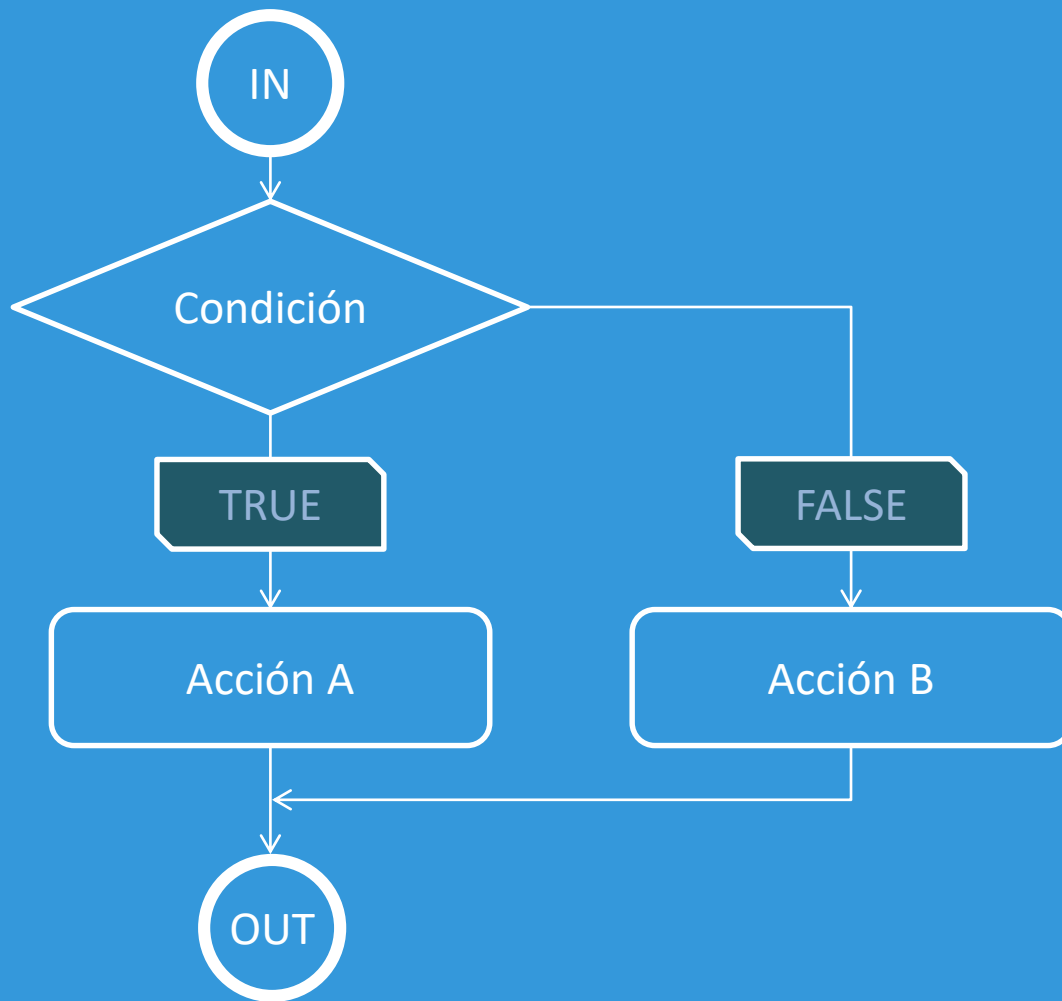 IN
Condición
TRUE
FALSE
Acción A
Acción B
OUT